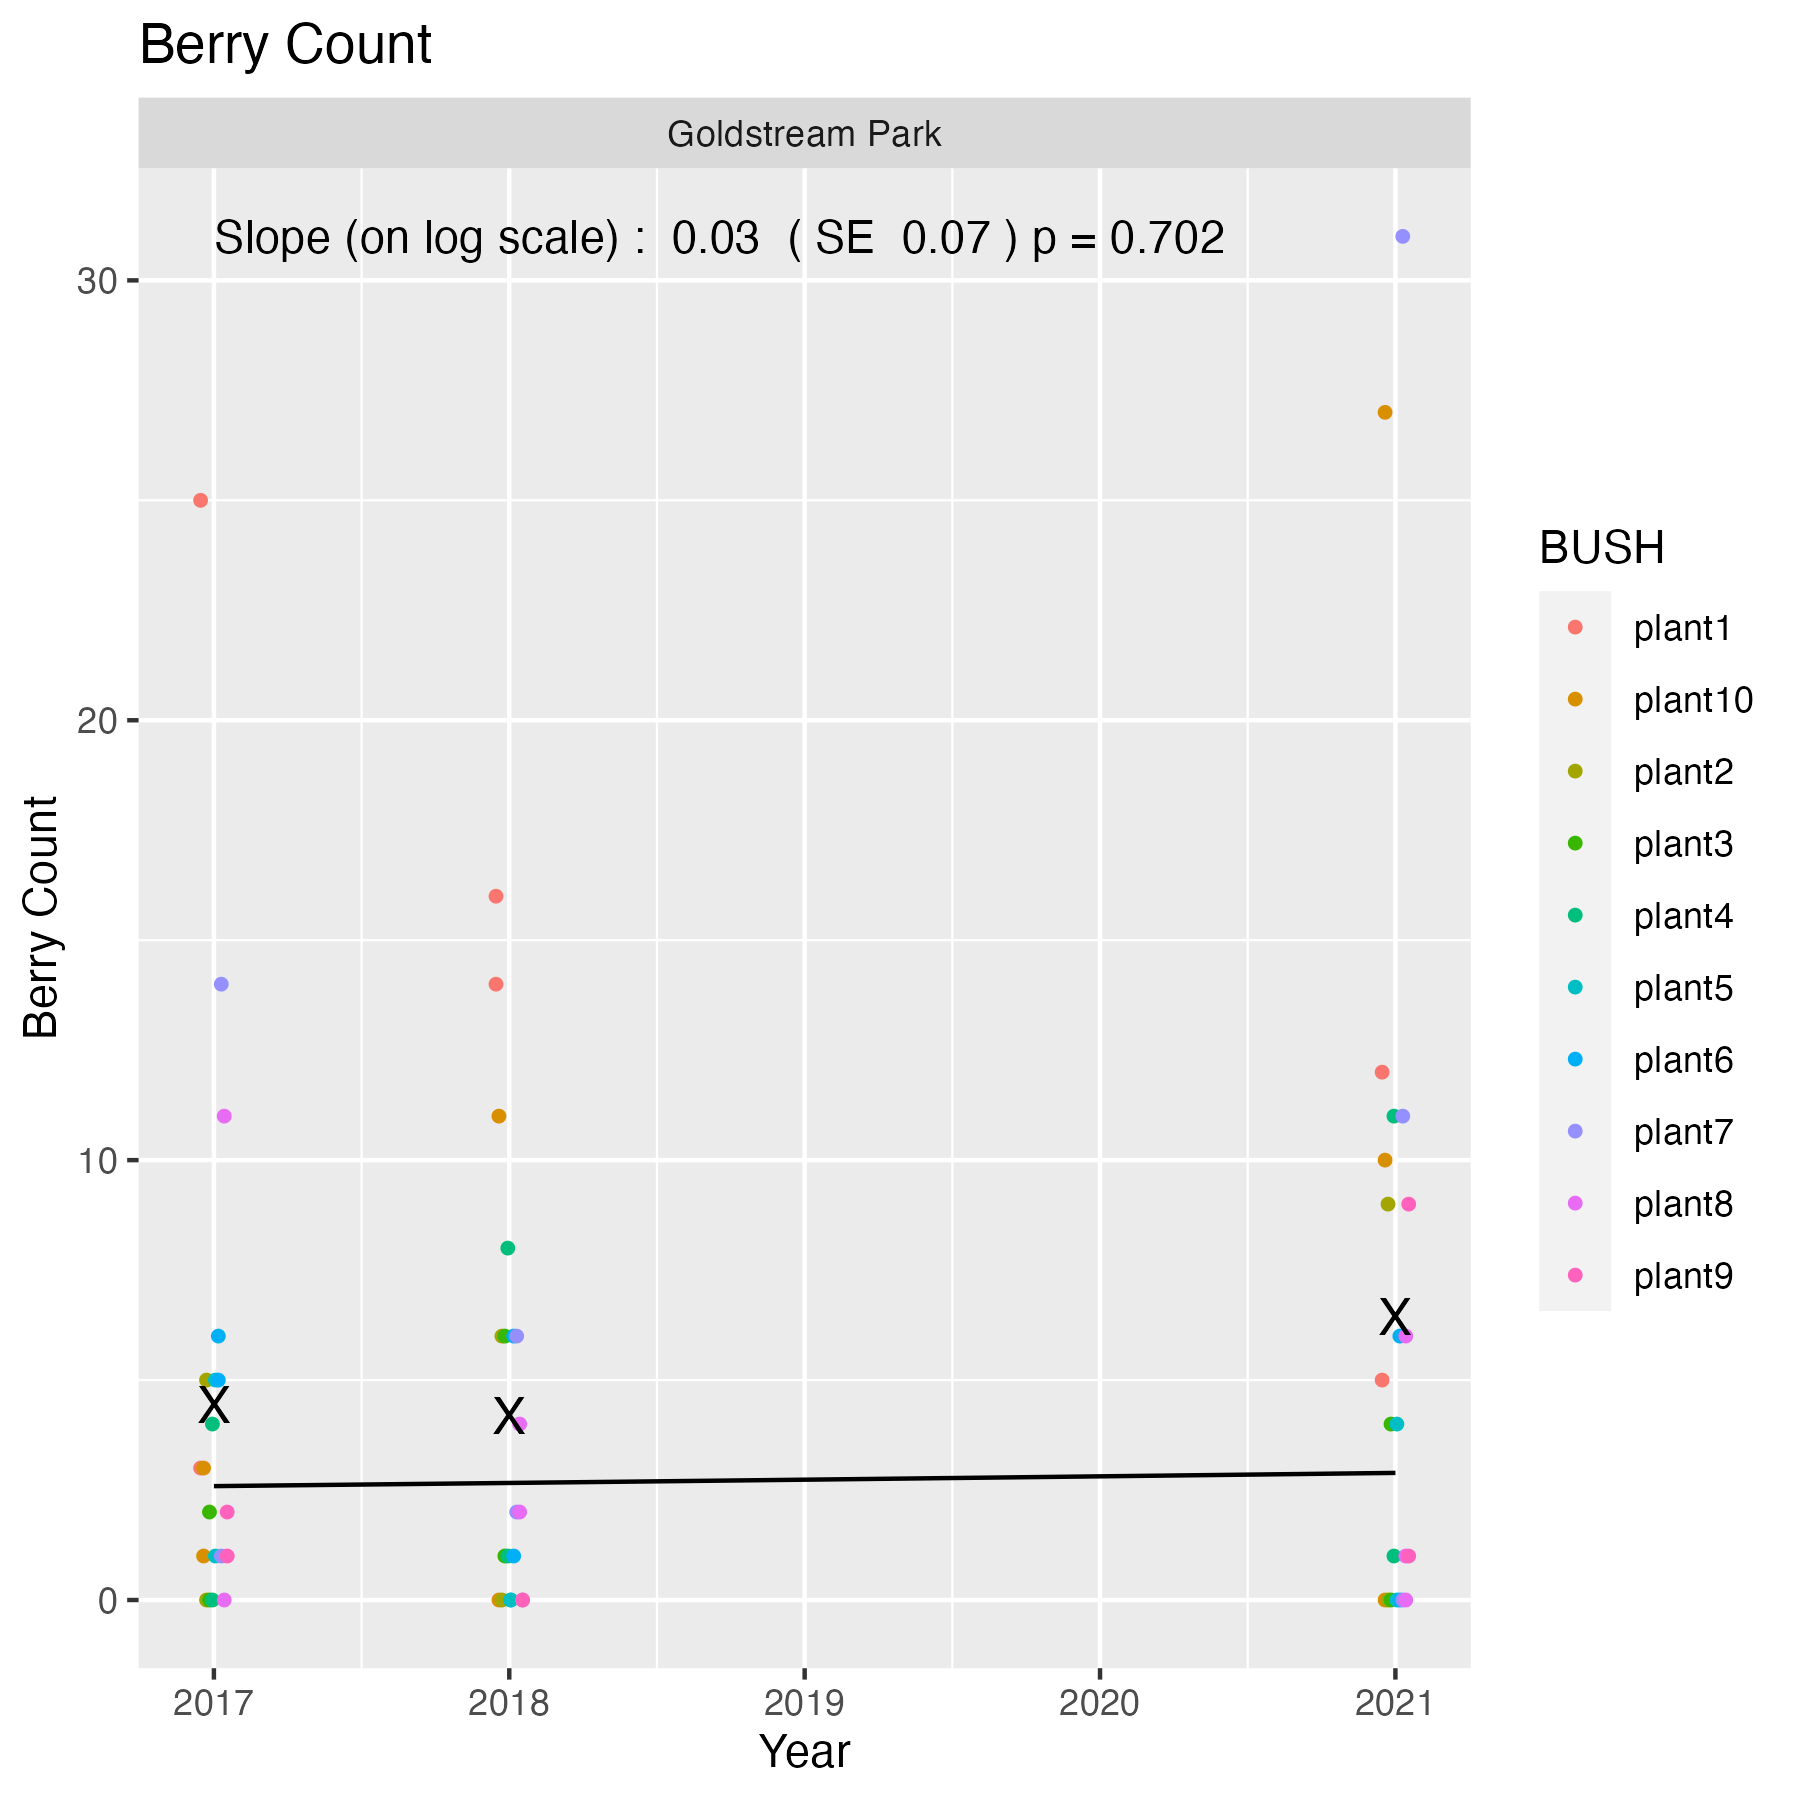 Berry Count
Goldstream Park
Slope (on log scale) : 0.03 ( SE 0.07 ) p = 0.702
30
20
10
0
Berry Count
X
X
X
2017 2018 2019 2020 2021
Year
BUSH
plant1
plant10
plant2
plant3
plant4
plant5
plant6
plant7
plant8
plant9